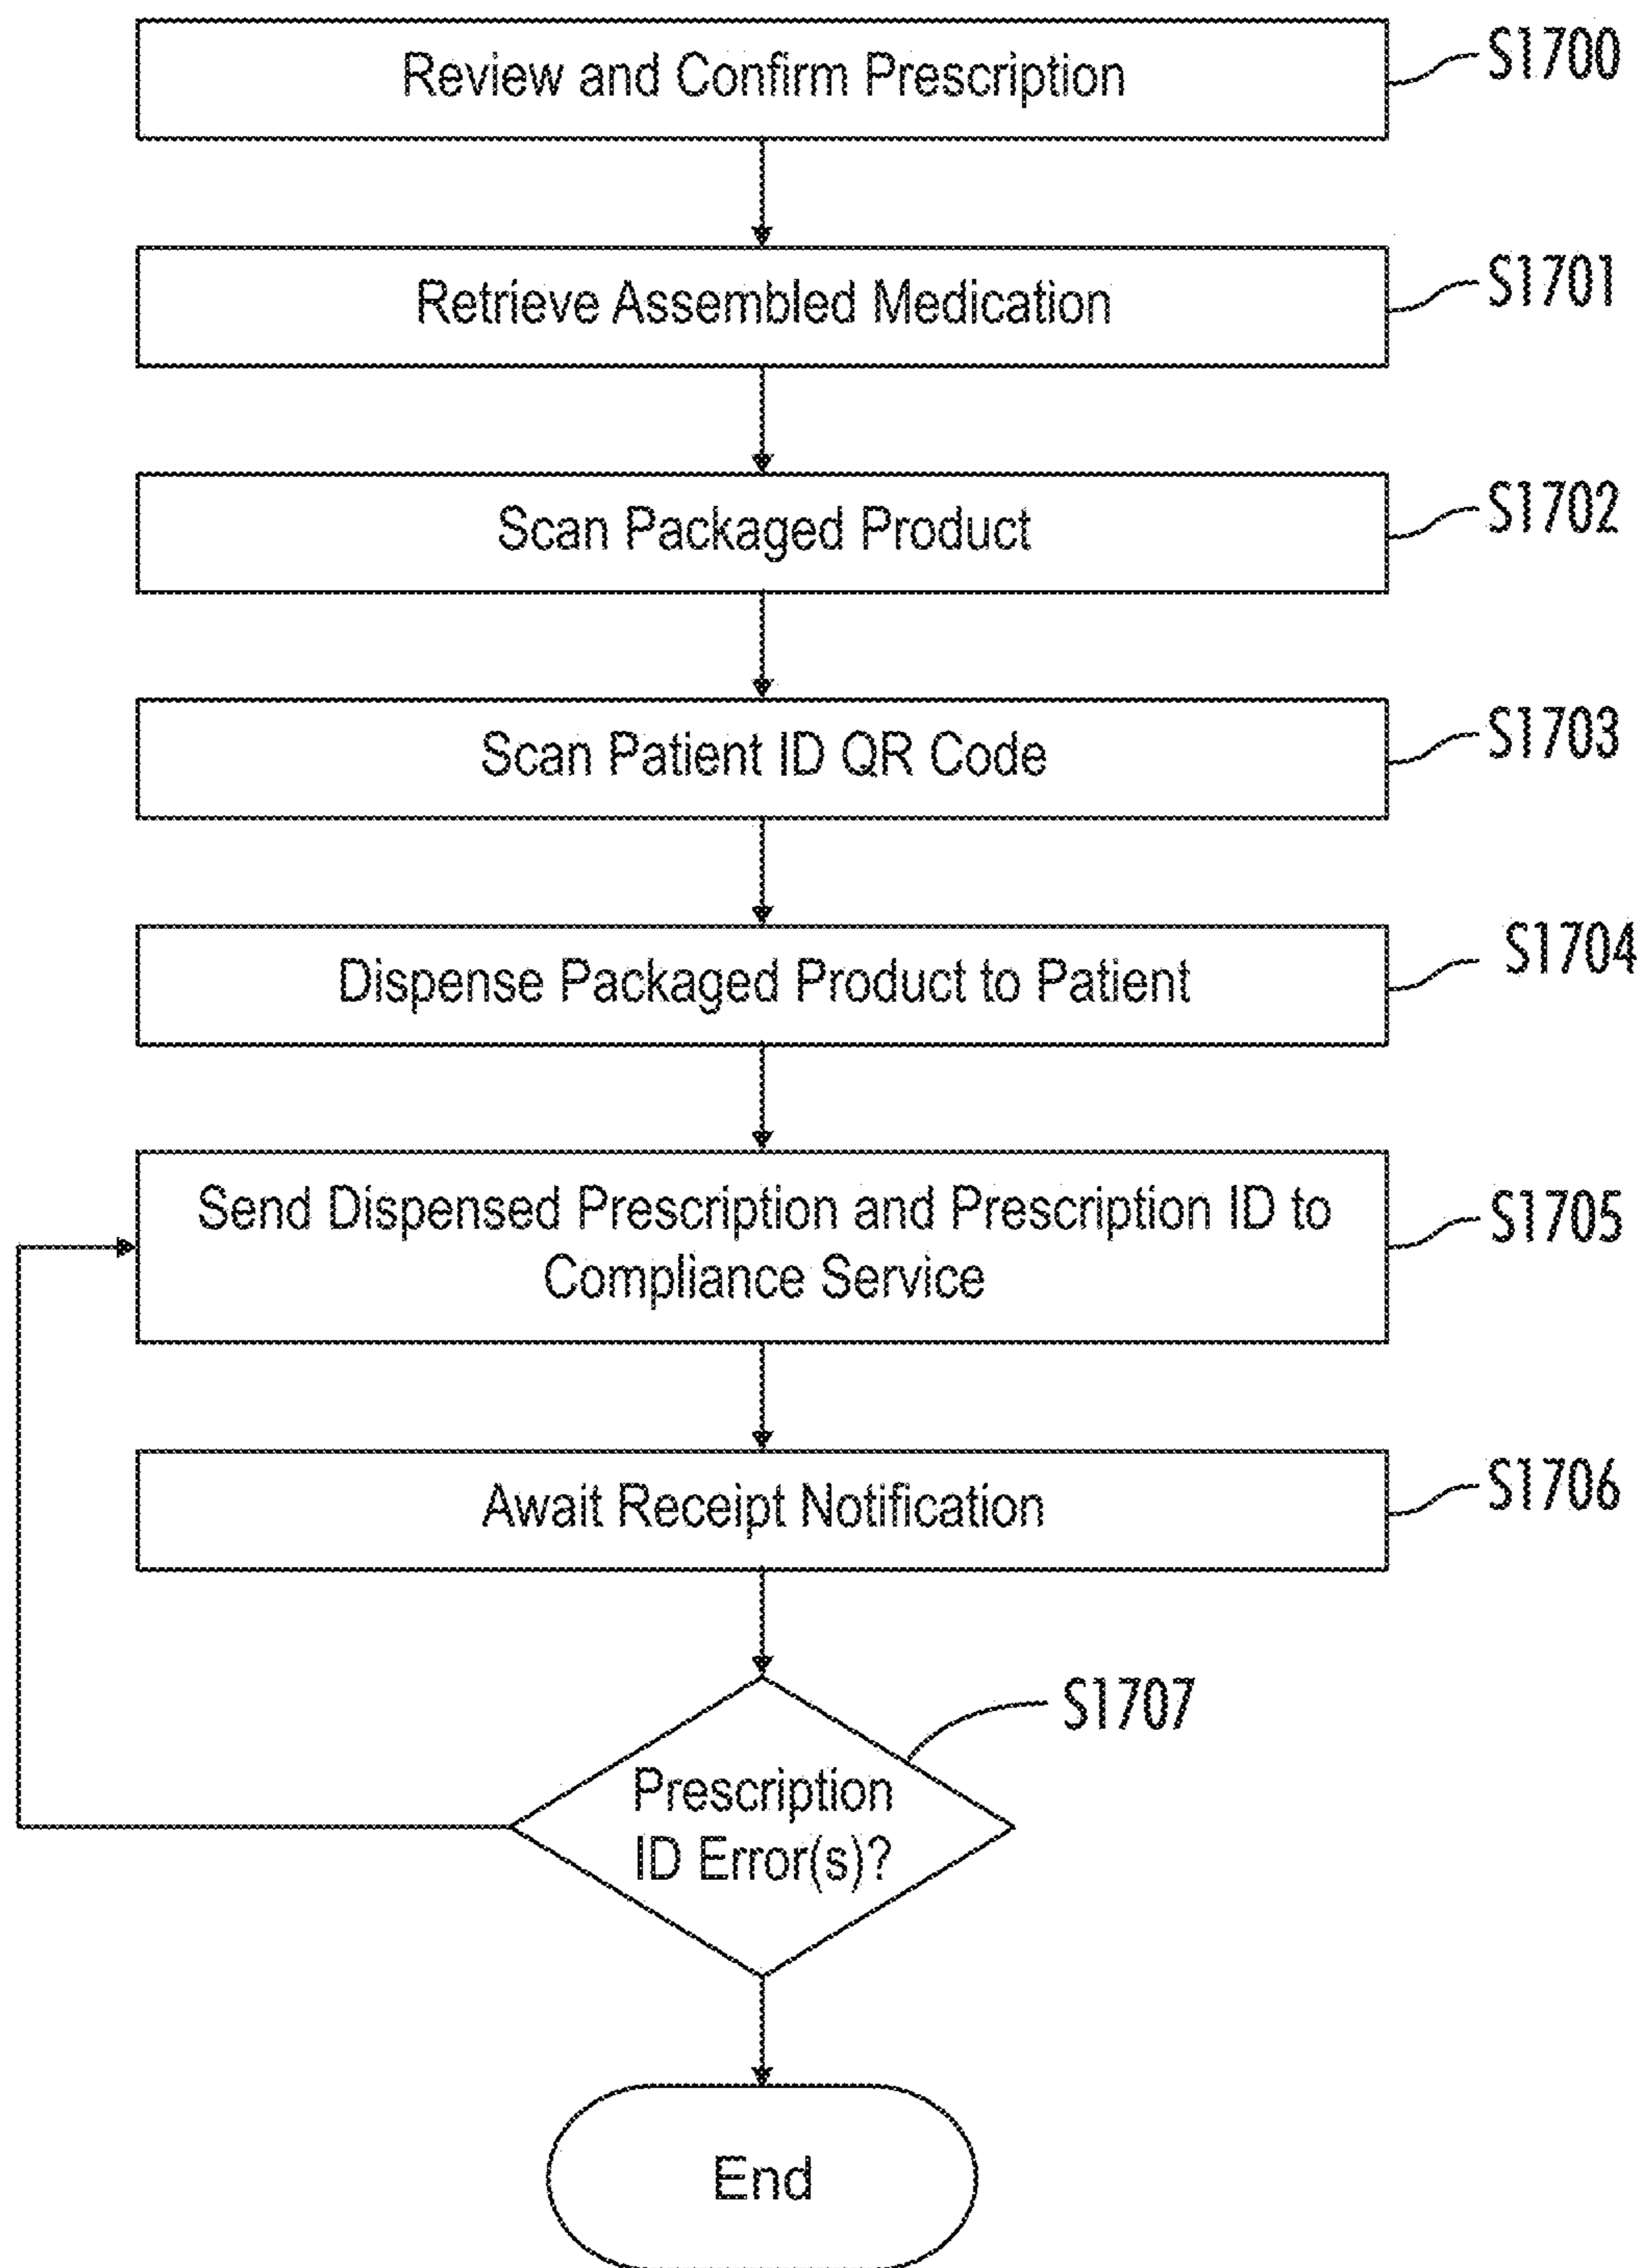 Review and Confirm Prescription
S1700
Retrieve Assembled Medication
S1701
Scan Packaged Product
S1702
Scan Patient ID QR Code
S1703
Dispense Packaged Product to Patient
S1704
Send Dispensed Prescription and Prescription ID to
Compliance Service
S1705
Await Receipt Notification
S1706
S1707
Prescription
ID Error(s)?
End